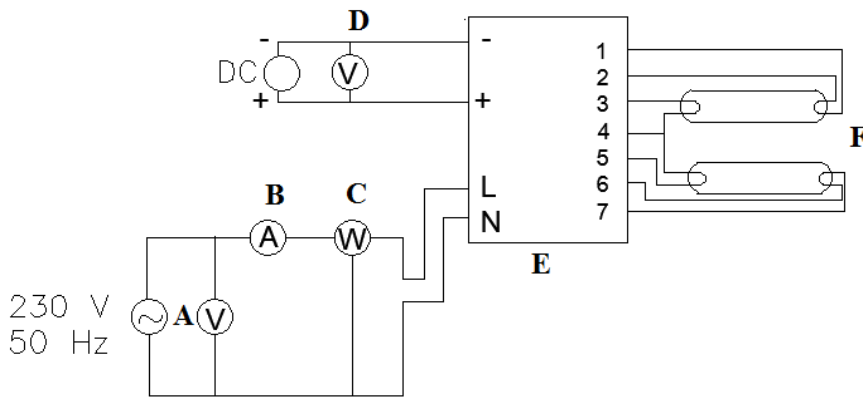 D
- - 1
DC V 2
+ + 3
4 F
5
B C L 6
A W N 7
E
230 V A V
50 Hz